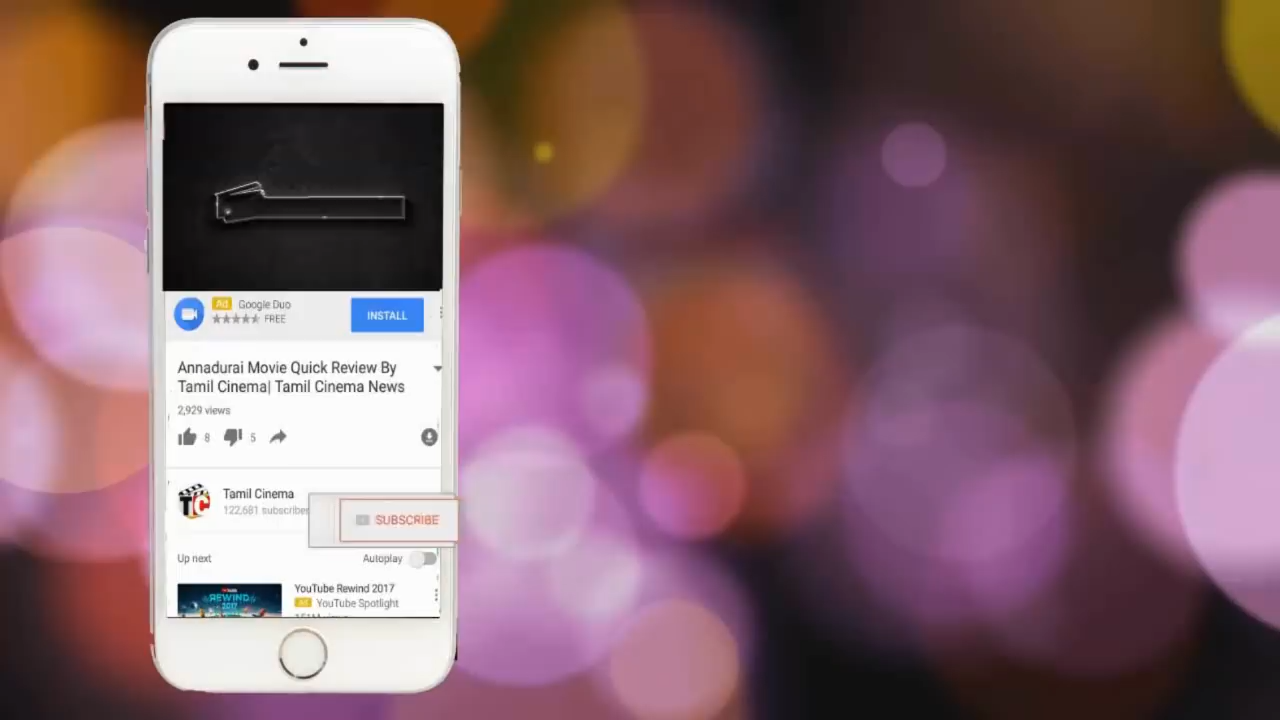 Ad Google Duo
FREE
INSTALL
Annadurai Movie Quick Review By
Tamil Cinema| Tamil Cinema News
2,929 views
8 5
TC
Tamil Cinema
122,681
SUBSCRIBE
Up next Autoplay
YouTube Rewind 2017
Ad YouTube Spotlight
REWIND
2017